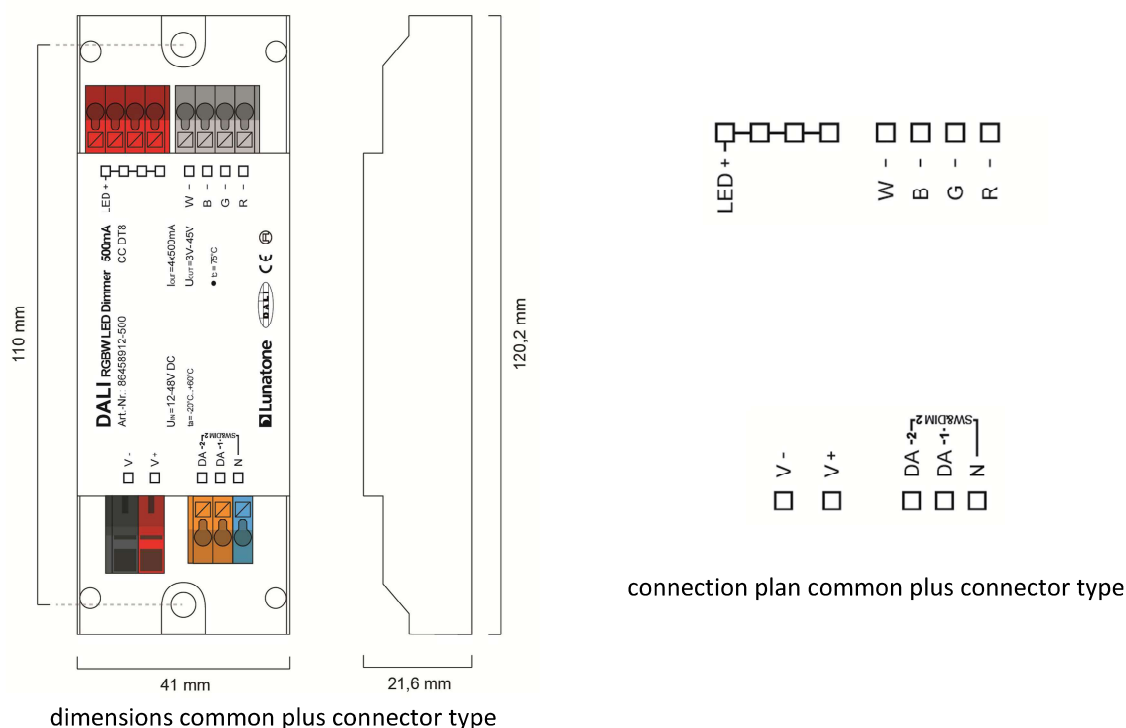 LED +
W -
B -
G -
R -
DALI RGBW LED Dimmer 500mA
Art.-Nr.: 86458912-500 CC DT8
UIN=12-48V DC IOUT=4x500mA
ta= -20°C...+60°C UOUT=3V-45V
tc = 75°C
Lunatone DALI CE
V -
V +
DA -2-
DA -1-
N
SW&DIM 2
110 mm
120,2 mm
41 mm
21,6 mm
dimensions common plus connector type
LED +
W -
B -
G -
R -
V -
V +
DA -2-
DA -1-
N
SW&DIM 2
connection plan common plus connector type